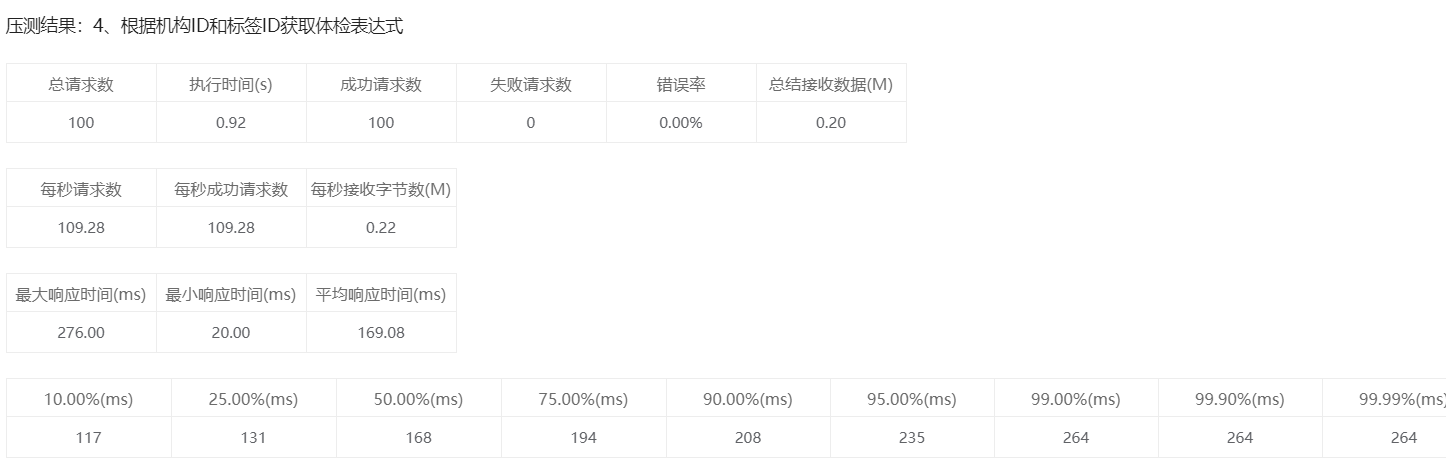 压测结果：4、根据机构ID和标签ID获取体检表达式
总请求数 执行时间(s) 成功请求数 失败请求数 错误率 总结接收数据(M)
100 0.92 100 0 0.00% 0.20
每秒请求数 每秒成功请求数 每秒接收字节数(M)
109.28 109.28 0.22
最大响应时间(ms) 最小响应时间(ms) 平均响应时间(ms)
276.00 20.00 169.08
10.00%(ms) 25.00%(ms) 50.00%(ms) 75.00%(ms) 90.00%(ms) 95.00%(ms) 99.00%(ms) 99.90%(ms) 99.99%(ms)
117 131 168 194 208 235 264 264 264